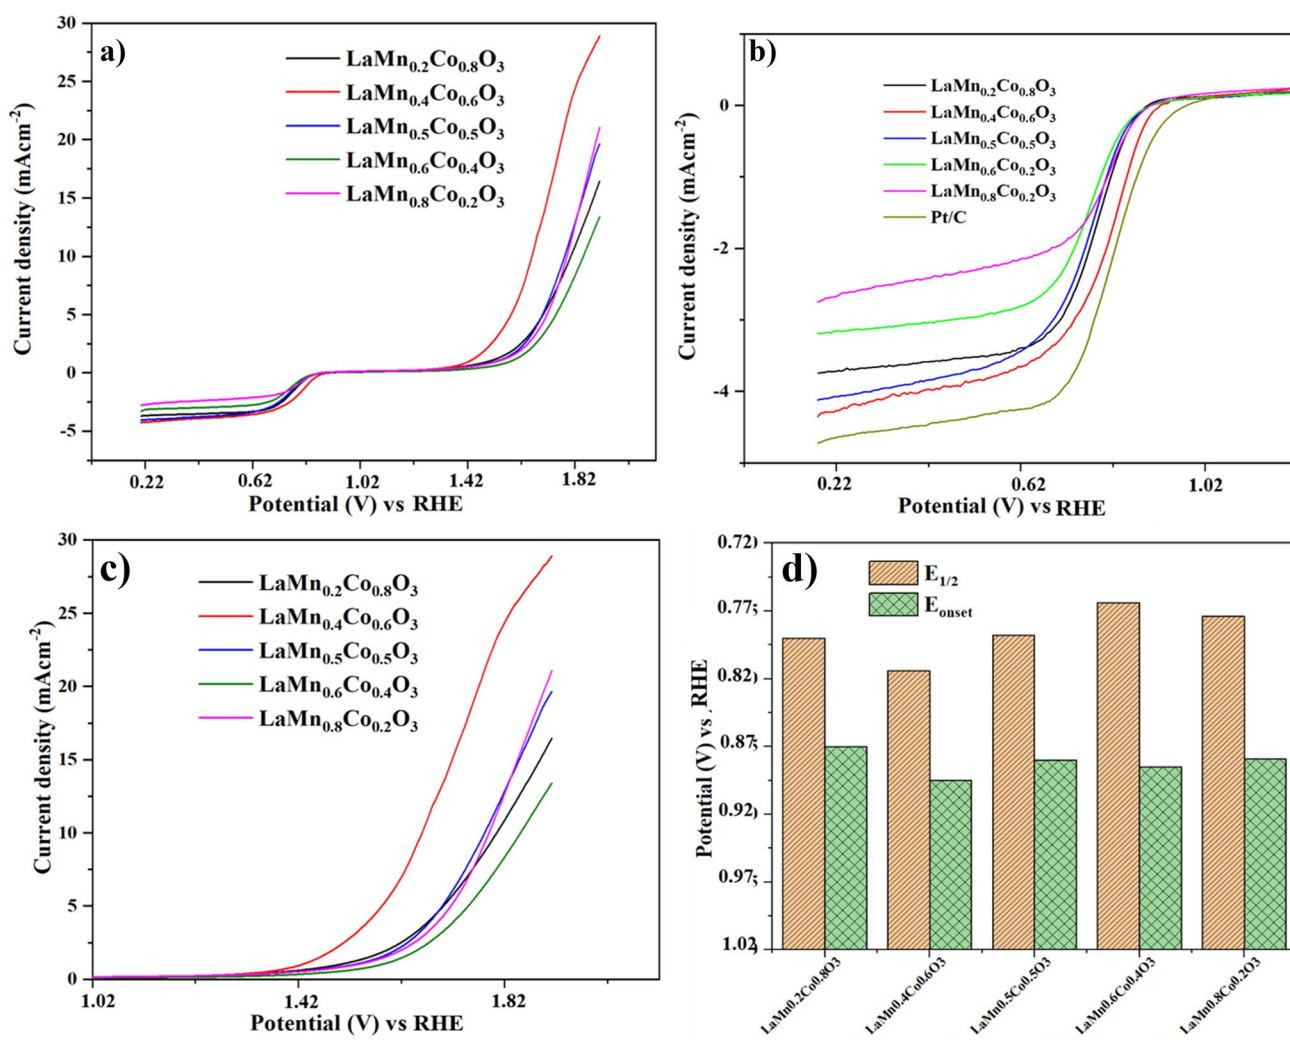 a)
30
25
20
15
10
5
0
-5
Current density (mAcm⁻²)
LaMn₀.₂Co₀.₈O₃
LaMn₀.₄Co₀.₆O₃
LaMn₀.₅Co₀.₅O₃
LaMn₀.₆Co₀.₄O₃
LaMn₀.₈Co₀.₂O₃
0.22 0.62 1.02 1.42 1.82
Potential (V) vs RHE
b)
0
-2
-4
Current density (mAcm⁻²)
LaMn₀.₂Co₀.₈O₃
LaMn₀.₄Co₀.₆O₃
LaMn₀.₅Co₀.₅O₃
LaMn₀.₆Co₀.₂O₃
LaMn₀.₈Co₀.₂O₃
Pt/C
0.22 0.62 1.02
Potential (V) vs RHE
c)
30
25
20
15
10
5
0
Current density (mAcm⁻²)
LaMn₀.₂Co₀.₈O₃
LaMn₀.₄Co₀.₆O₃
LaMn₀.₅Co₀.₅O₃
LaMn₀.₆Co₀.₄O₃
LaMn₀.₈Co₀.₂O₃
1.02 1.42 1.82
Potential (V) vs RHE
d)
0.72
0.77
0.82
0.87
0.92
0.97
1.02
Potential (V) vs RHE
E₁/₂
Eₒₙₛₑₜ
LaMn0.2Co0.8O3
LaMn0.4Co0.6O3
LaMn0.5Co0.5O3
LaMn0.6Co0.4O3
LaMn0.8Co0.2O3